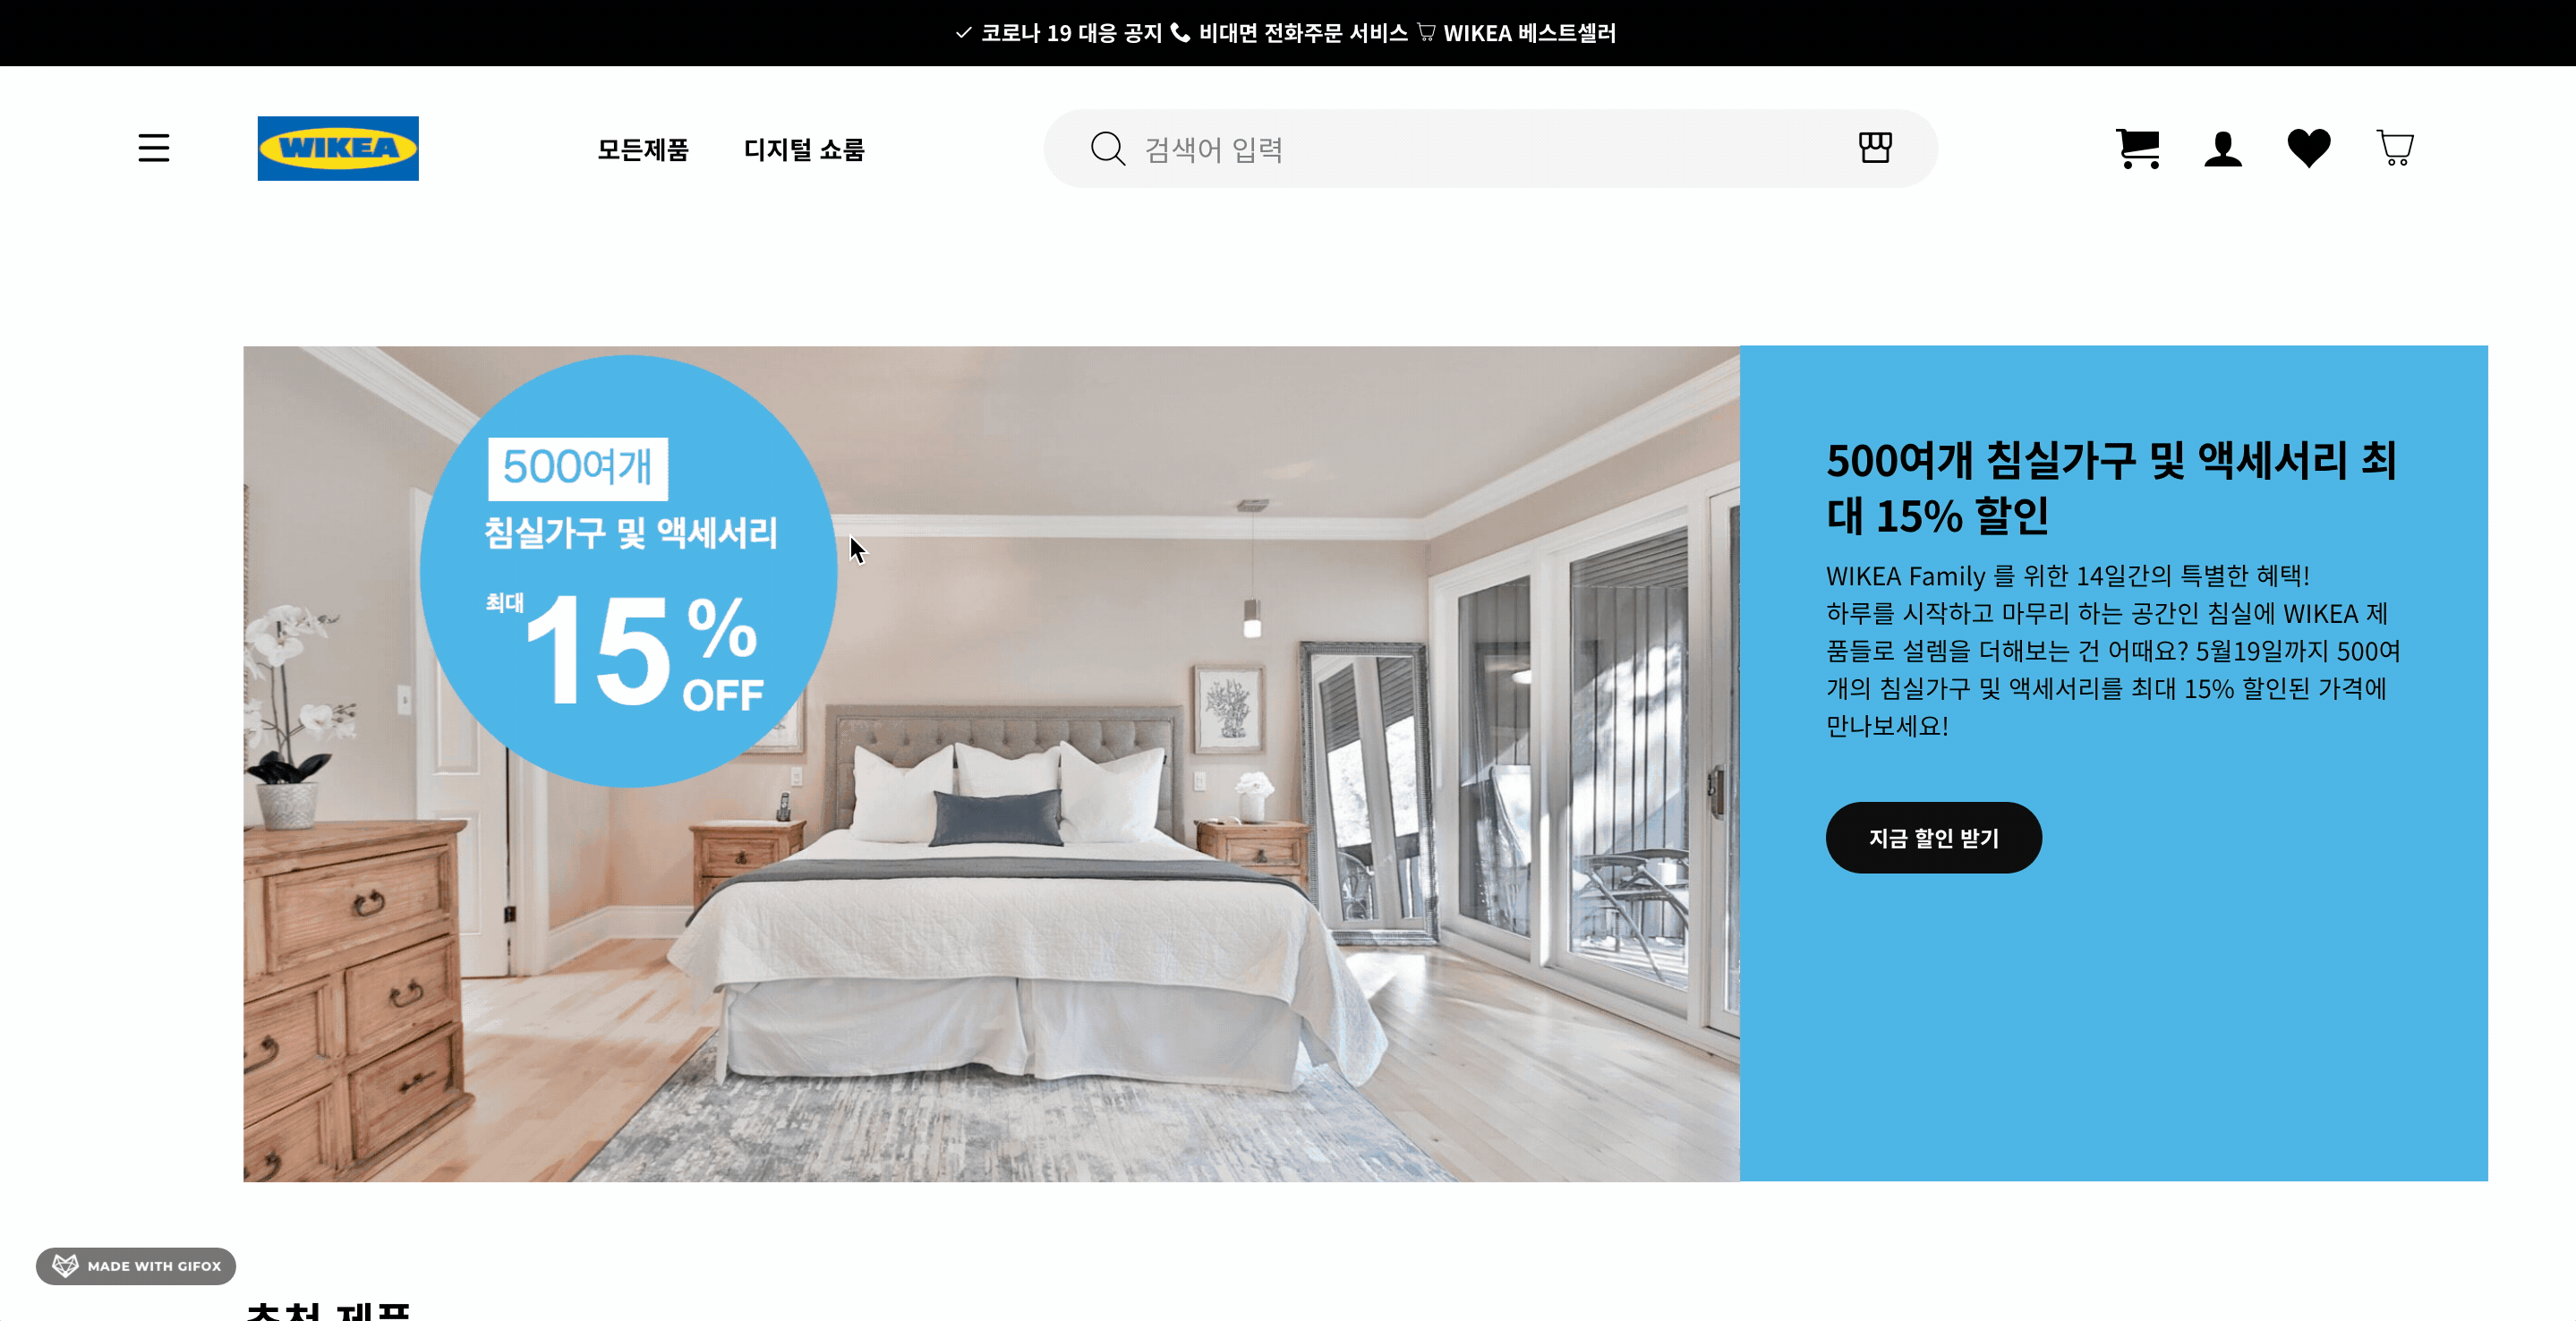 코로나 19 대응 공지 비대면 전화주문 서비스 WIKEA 베스트셀러
WIKEA
모든제품 디지털 쇼룸
검색어 입력
500여개
침실가구 및 액세서리
최대 15% OFF
500여개 침실가구 및 액세서리 최
대 15% 할인
WIKEA Family 를 위한 14일간의 특별한 혜택!
하루를 시작하고 마무리 하는 공간인 침실에 WIKEA 제
품들로 설렘을 더해보는 건 어때요? 5월19일까지 500여
개의 침실가구 및 액세서리를 최대 15% 할인된 가격에
만나보세요!
지금 할인 받기
MADE WITH GIFOX
추천 제품